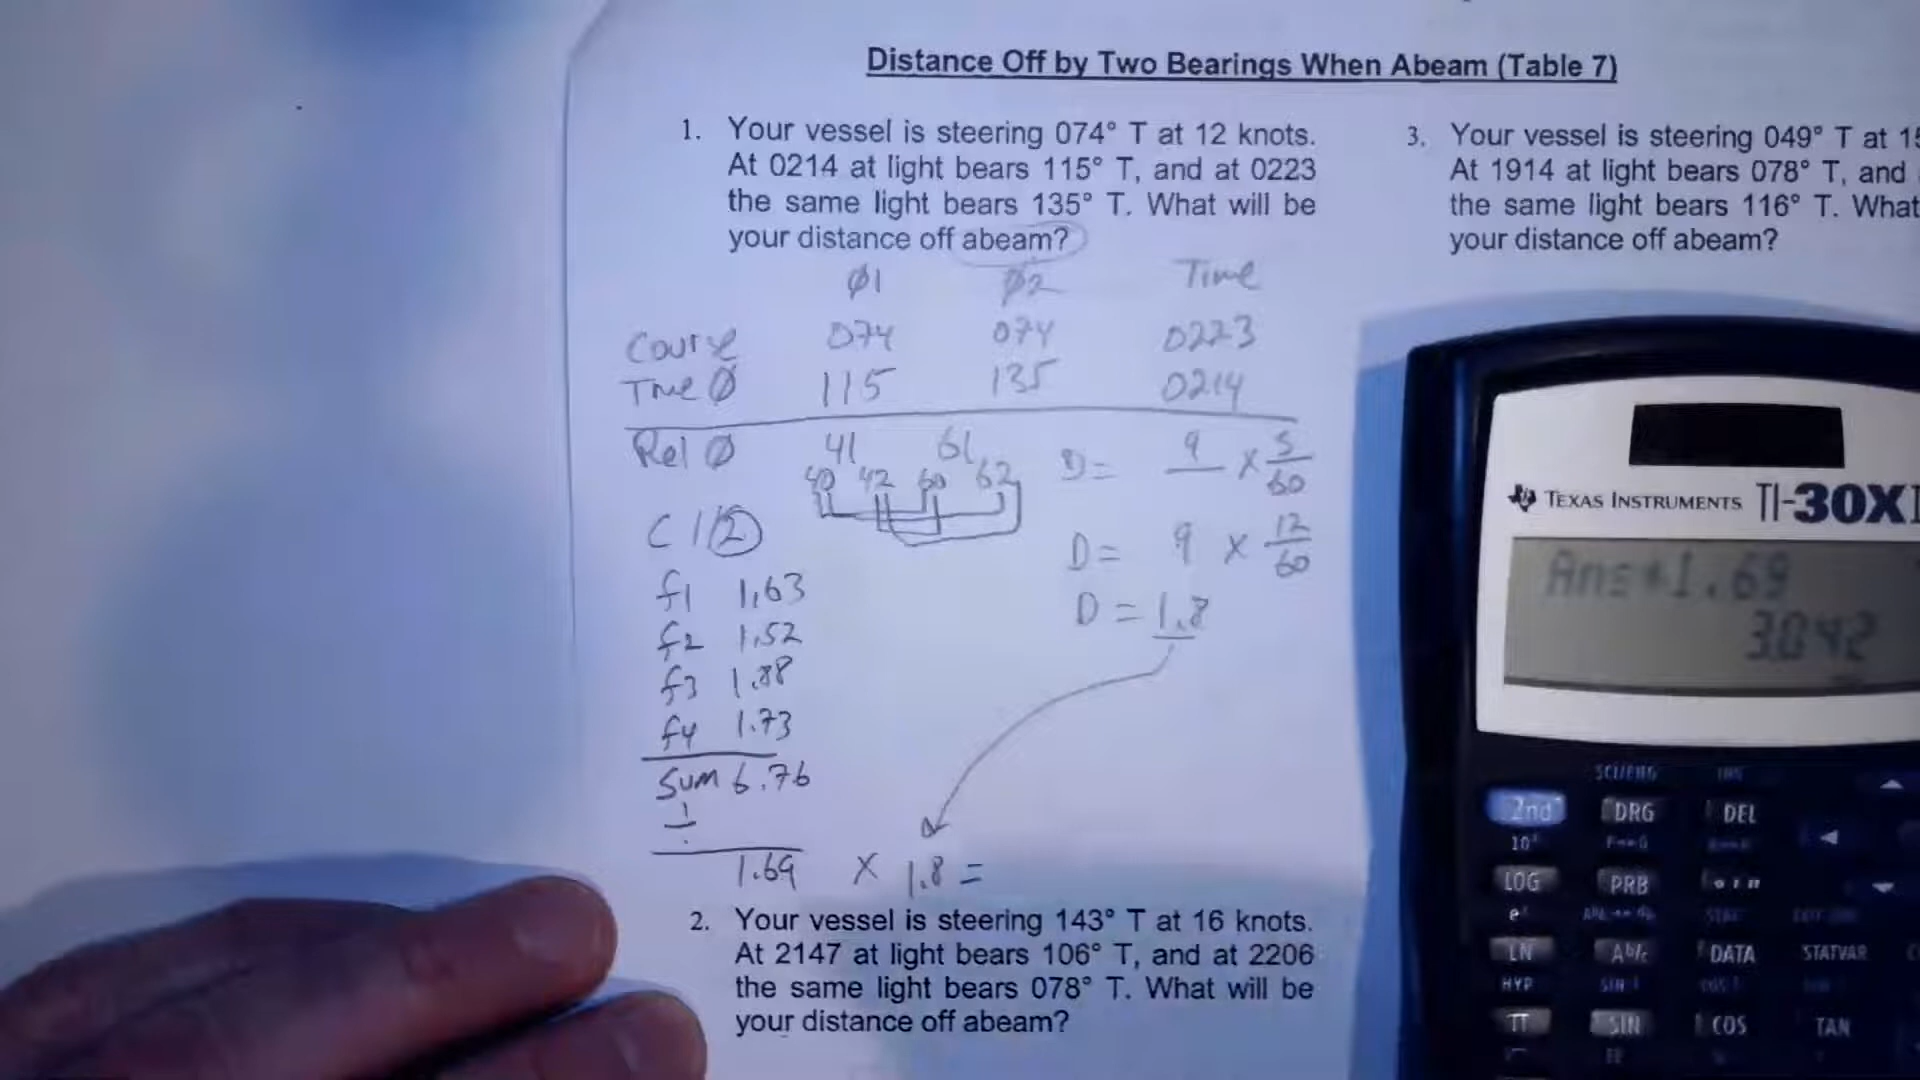 Distance Off by Two Bearings When Abeam (Table 7)
1. Your vessel is steering 074° T at 12 knots.
At 0214 at light bears 115° T, and at 0223
the same light bears 135° T. What will be
your distance off abeam?
Ø1 Ø2 Time
Course 074 074 0223
True Ø 115 135 0214
Rel Ø 41 61 D = 9 × S/60
40 42 60 62
C 1/2 D = 9 × 12/60
f1 1.63 D = 1.8
f2 1.52
f3 1.88
f4 1.73
Sum 6.76
÷
1.69 × 1.8 =
2. Your vessel is steering 143° T at 16 knots.
At 2147 at light bears 106° T, and at 2206
the same light bears 078° T. What will be
your distance off abeam?
3. Your vessel is steering 049° T at 15
At 1914 at light bears 078° T, and
the same light bears 116° T. What
your distance off abeam?
TEXAS INSTRUMENTS TI-30X
Ans*1.69
3.042
SCI/ENG
2nd DRG DEL
LOG PRB
LN DATA STATVAR
HYP
π SIN COS TAN